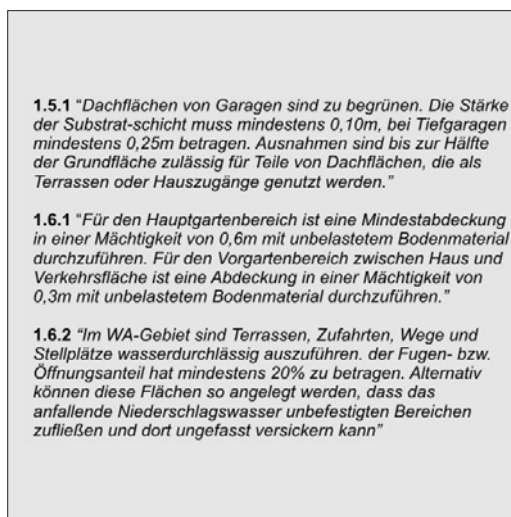 1.5.1 “Dachflächen von Garagen sind zu begrünen. Die Stärke
der Substrat-schicht muss mindestens 0,10m, bei Tiefgaragen
mindestens 0,25m betragen. Ausnahmen sind bis zur Hälfte
der Grundfläche zulässig für Teile von Dachflächen, die als
Terrassen oder Hauszugänge genutzt werden.”
1.6.1 “Für den Hauptgartenbereich ist eine Mindestabdeckung
in einer Mächtigkeit von 0,6m mit unbelastetem Bodenmaterial
durchzuführen. Für den Vorgartenbereich zwischen Haus und
Verkehrsfläche ist eine Abdeckung in einer Mächtigkeit von
0,3m mit unbelastetem Bodenmaterial durchzuführen.”
1.6.2 “Im WA-Gebiet sind Terrassen, Zufahrten, Wege und
Stellplätze wasserdurchlässig auszuführen. der Fugen- bzw.
Öffnungsanteil hat mindestens 20% zu betragen. Alternativ
können diese Flächen so angelegt werden, dass das
anfallende Niederschlagswasser unbefestigten Bereichen
zufließen und dort ungefasst versickern kann”